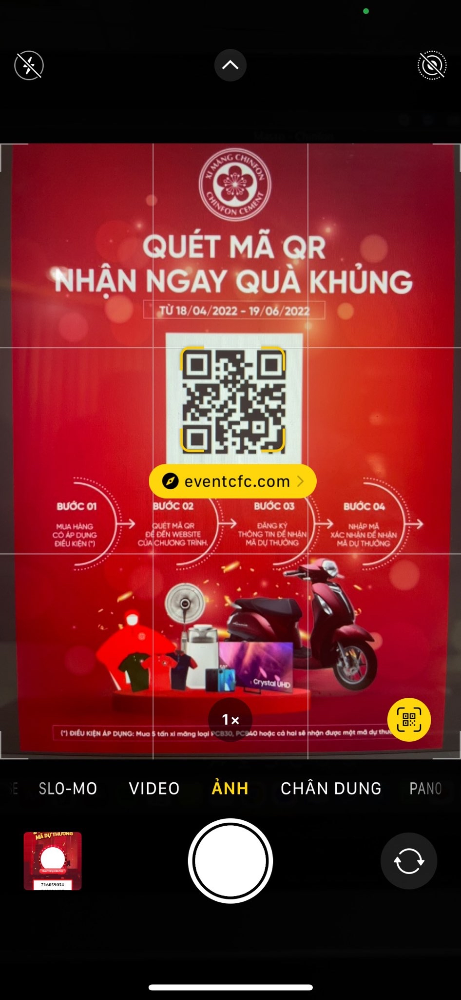 XI MĂNG CHINFON
CHINFON CEMENT
QUÉT MÃ QR
NHẬN NGAY QUÀ KHỦNG
TỪ 18/04/2022 - 19/06/2022
eventcfc.com
BƯỚC 01
MUA HÀNG
CÓ ÁP DỤNG
ĐIỀU KIỆN (*)
BƯỚC 02
QUÉT MÃ QR
ĐỂ ĐẾN WEBSITE
CỦA CHƯƠNG TRÌNH.
BƯỚC 03
ĐĂNG KÝ
THÔNG TIN ĐỂ NHẬN
MÃ DỰ THƯỞNG
BƯỚC 04
NHẬP MÃ
XÁC NHẬN ĐỂ NHẬN
MÃ DỰ THƯỞNG
50"
Crystal UHD
1×
(*) ĐIỀU KIỆN ÁP DỤNG: Mua 5 tấn xi măng loại PCB30, PCB40 hoặc cả hai sẽ nhận được một mã dự
SLO-MO VIDEO ẢNH CHÂN DUNG PANO
MÃ DỰ THƯỞNG
716059054